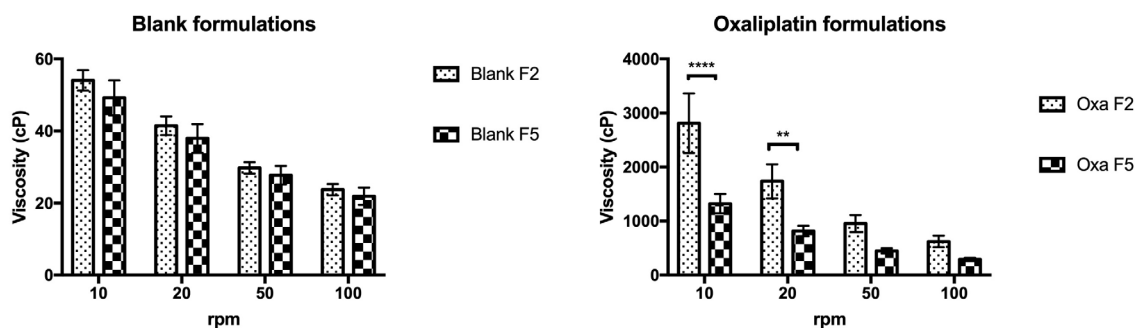 Blank formulations
Viscosity (cP)
60
40
20
0
10 20 50 100
rpm
Blank F2
Blank F5
Oxaliplatin formulations
Viscosity (cP)
4000
3000
2000
1000
0
****
**
10 20 50 100
rpm
Oxa F2
Oxa F5